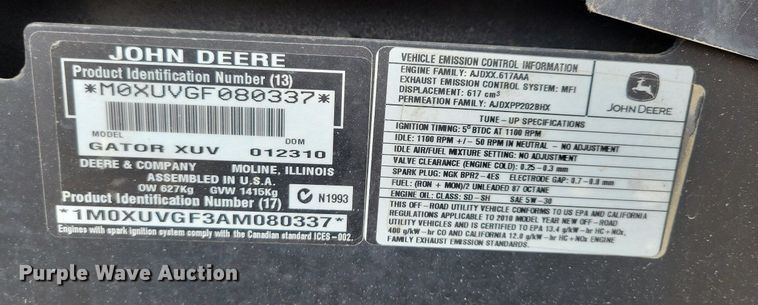 JOHN DEERE
Product Identification Number (13)
*M0XUVGF080337*
MODEL DOM
GATOR XUV 012310
DEERE & COMPANY MOLINE, ILLINOIS
ASSEMBLED IN U.S.A.
OW 627Kg GVW 1415Kg
Product Identification Number (17)
N1993
*1M0XUVGF3AM080337*
Engines with spark ignition system comply with the Canadian standard ICES-002.
VEHICLE EMISSION CONTROL INFORMATION
ENGINE FAMILY: AJDXX.617AAA
EXHAUST EMISSION CONTROL SYSTEM: MFI
DISPLACEMENT: 617 cm³
PERMEATION FAMILY: AJDXPP202BHX
JOHN DEERE
TUNE-UP SPECIFICATIONS
IGNITION TIMING: 5° BTDC AT 1100 RPM
IDLE: 1100 RPM +/- 50 RPM IN NEUTRAL - NO ADJUSTMENT
IDLE AIR/FUEL MIXTURE SETTING: NO ADJUSTMENT
VALVE CLEARANCE (ENGINE COLD): 0.25-0.3 mm
SPARK PLUG: NGK BPR2-4ES ELECTRODE GAP: 0.7-0.8 mm
FUEL: (RON + MON)/2 UNLEADED 87 OCTANE
ENGINE OIL: CLASS: SD-SH SAE 5W-30
THIS OFF-ROAD UTILITY VEHICLE CONFORMS TO US EPA AND CALIFORNIA
REGULATIONS APPLICABLE TO 2010 MODEL YEAR NEW OFF-ROAD
UTILITY VEHICLES AND IS CERTIFIED TO EPA 13.4 g/kW-hr HC+NOx,
400 g/kW-hr CO AND CALIFORNIA 12.0 g/kW-hr HC+NOx ENGINE
FAMILY EXHAUST EMISSION STANDARDS.
Purple Wave Auction